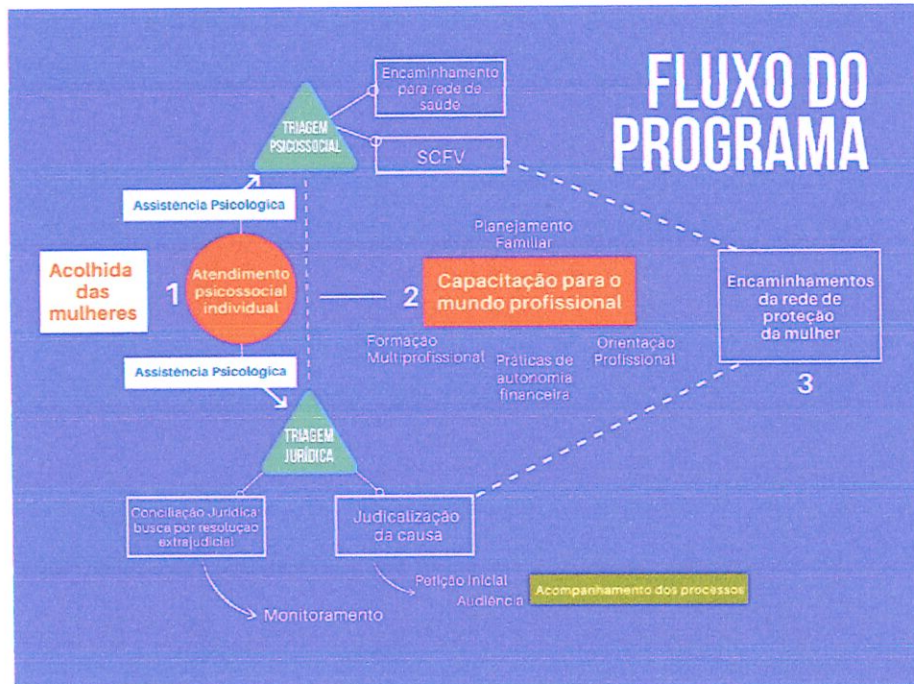 FLUXO DO
PROGRAMA
Encaminhamento
para rede de
saúde
TRIAGEM
PSICOSSOCIAL
SCFV
Assistência Psicologica
Planejamento
Familiar
Acolhida
das
mulheres
1
Atendimento
psicossocial
individual
2
Capacitação para o
mundo profissional
Encaminhamentos
da rede de
proteção
da mulher
3
Formação
Multiprofissional
Práticas de
autonomia
financeira
Orientação
Profissional
Assistência Psicologica
TRIAGEM
JURÍDICA
Conciliação Jurídica:
busca por resolução
extrajudicial
Judicalização
da causa
Petição Inicial
Audiência
Acompanhamento dos processos
Monitoramento